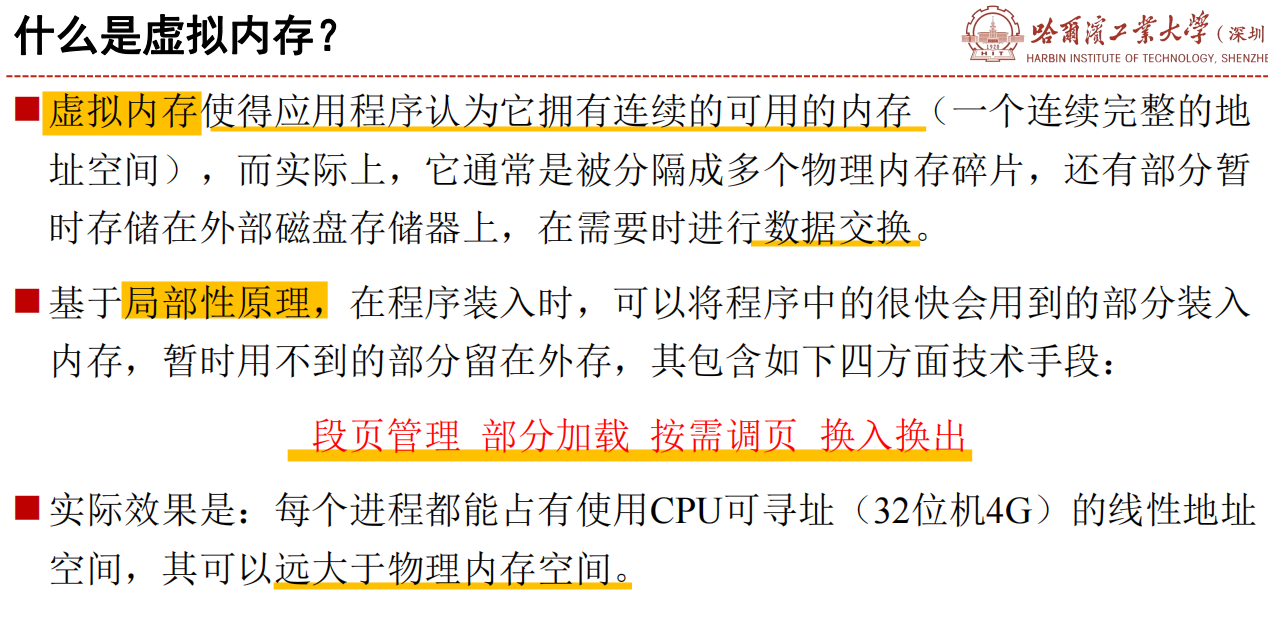 什么是虚拟内存？
哈尔滨工业大学（深圳
HARBIN INSTITUTE OF TECHNOLOGY, SHENZHE
1920
HIT
虚拟内存使得应用程序认为它拥有连续的可用的内存（一个连续完整的地
址空间），而实际上，它通常是被分隔成多个物理内存碎片，还有部分暂
时存储在外部磁盘存储器上，在需要时进行数据交换。
基于局部性原理，在程序装入时，可以将程序中的很快会用到的部分装入
内存，暂时用不到的部分留在外存，其包含如下四方面技术手段：
段页管理 部分加载 按需调页 换入换出
实际效果是：每个进程都能占有使用CPU可寻址（32位机4G）的线性地址
空间，其可以远大于物理内存空间。